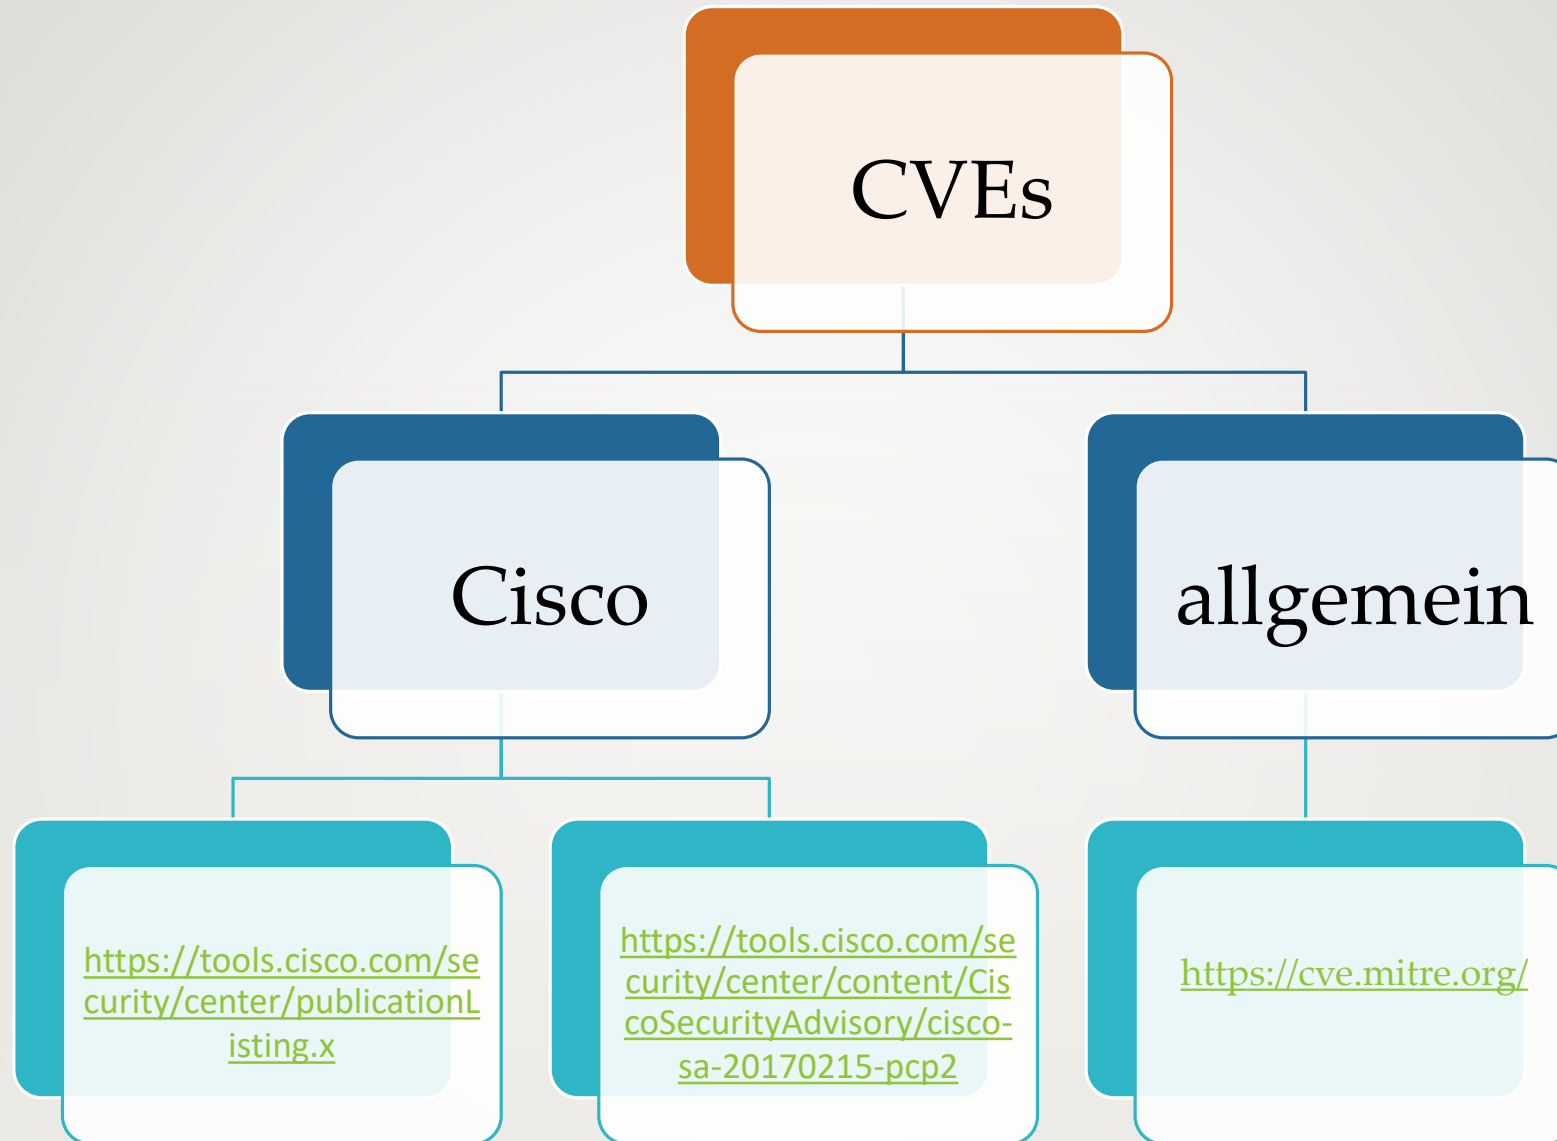 CVEs
Cisco
allgemein
https://tools.cisco.com/se
curity/center/publicationL
isting.x
https://tools.cisco.com/se
curity/center/content/Cis
coSecurityAdvisory/cisco-
sa-20170215-pcp2
https://cve.mitre.org/